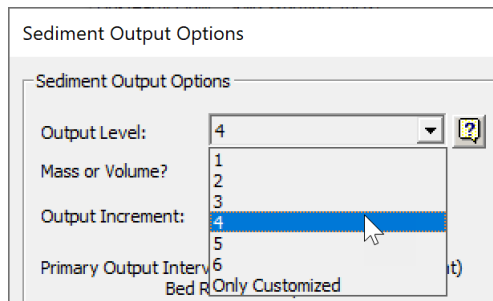 Sediment Output Options
Sediment Output Options
Output Level: 4
1
Mass or Volume?
2
3
Output Increment:
4
5
Primary Output Interv 6 t)
Bed R Only Customized